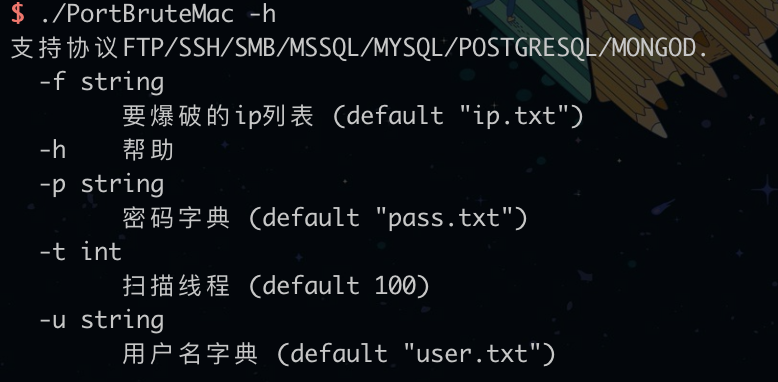 $ ./PortBruteMac -h
支持协议FTP/SSH/SMB/MSSQL/MYSQL/POSTGRESQL/MONGOD.
-f string
要爆破的ip列表 (default "ip.txt")
-h 帮助
-p string
密码字典 (default "pass.txt")
-t int
扫描线程 (default 100)
-u string
用户名字典 (default "user.txt")